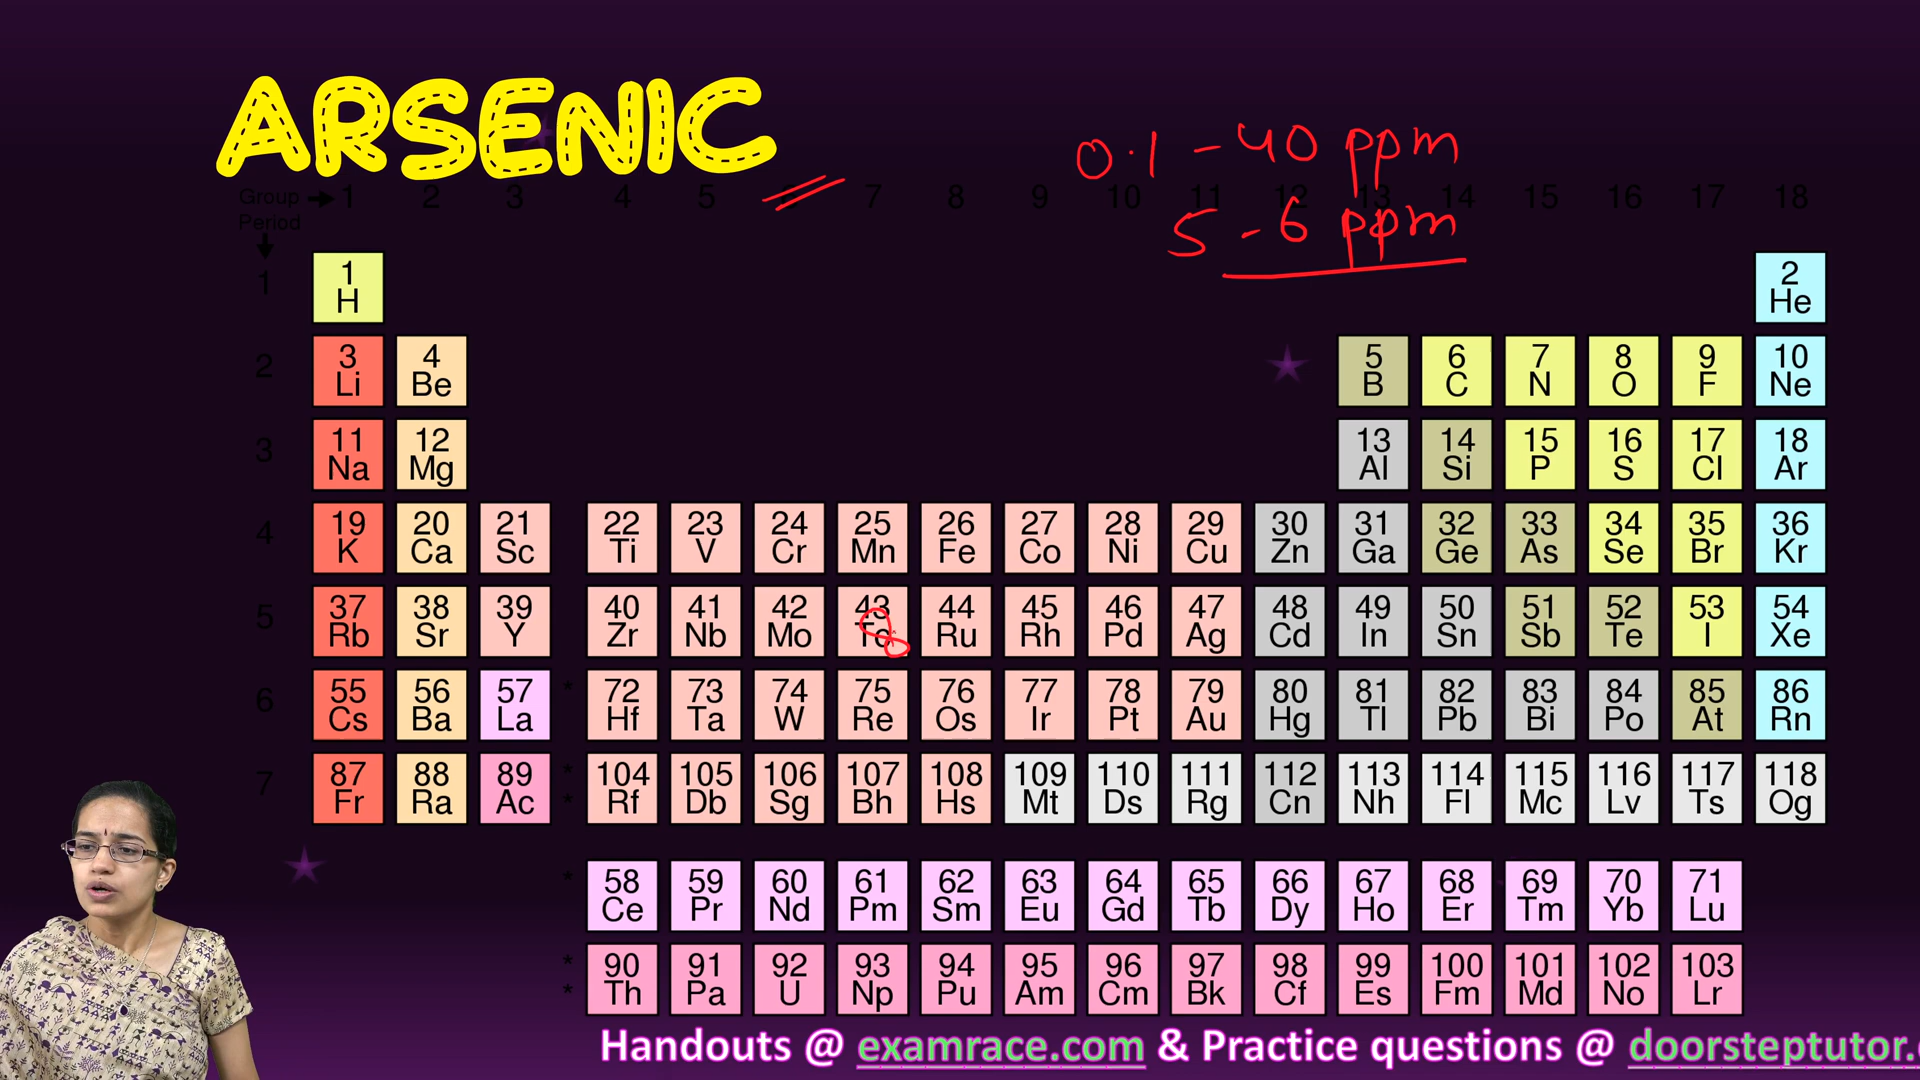 ARSENIC
0.1 - 40 ppm
5 - 6 ppm
Group → 1 2 3 4 5 7 8 9 10 11 12 13 14 15 16 17 18
Period
1 1 H 2 He
2 3 Li 4 Be 5 B 6 C 7 N 8 O 9 F 10 Ne
3 11 Na 12 Mg 13 Al 14 Si 15 P 16 S 17 Cl 18 Ar
4 19 K 20 Ca 21 Sc 22 Ti 23 V 24 Cr 25 Mn 26 Fe 27 Co 28 Ni 29 Cu 30 Zn 31 Ga 32 Ge 33 As 34 Se 35 Br 36 Kr
5 37 Rb 38 Sr 39 Y 40 Zr 41 Nb 42 Mo 43 Tc 44 Ru 45 Rh 46 Pd 47 Ag 48 Cd 49 In 50 Sn 51 Sb 52 Te 53 I 54 Xe
6 55 Cs 56 Ba 57 La * 72 Hf 73 Ta 74 W 75 Re 76 Os 77 Ir 78 Pt 79 Au 80 Hg 81 Tl 82 Pb 83 Bi 84 Po 85 At 86 Rn
7 87 Fr 88 Ra 89 Ac * * 104 Rf 105 Db 106 Sg 107 Bh 108 Hs 109 Mt 110 Ds 111 Rg 112 Cn 113 Nh 114 Fl 115 Mc 116 Lv 117 Ts 118 Og
* 58 Ce 59 Pr 60 Nd 61 Pm 62 Sm 63 Eu 64 Gd 65 Tb 66 Dy 67 Ho 68 Er 69 Tm 70 Yb 71 Lu
* * 90 Th 91 Pa 92 U 93 Np 94 Pu 95 Am 96 Cm 97 Bk 98 Cf 99 Es 100 Fm 101 Md 102 No 103 Lr
Handouts @ examrace.com & Practice questions @ doorsteptutor.